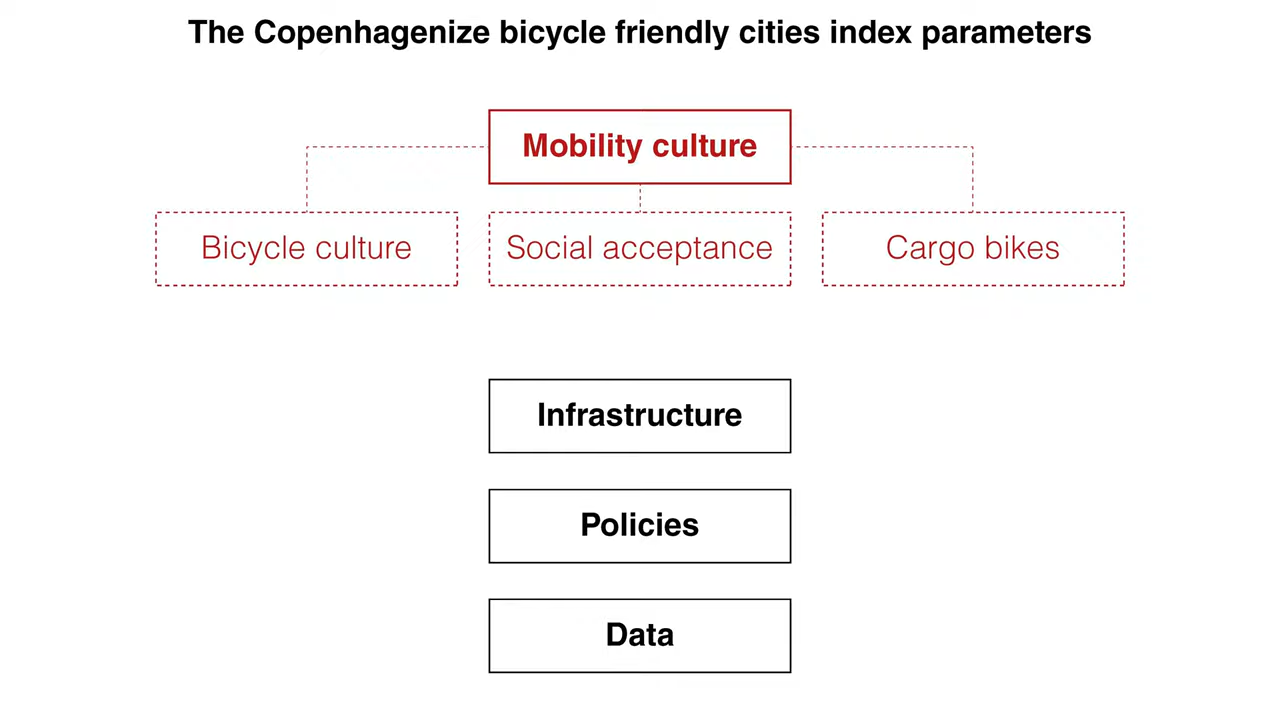 The Copenhagenize bicycle friendly cities index parameters
Mobility culture
Bicycle culture
Social acceptance
Cargo bikes
Infrastructure
Policies
Data